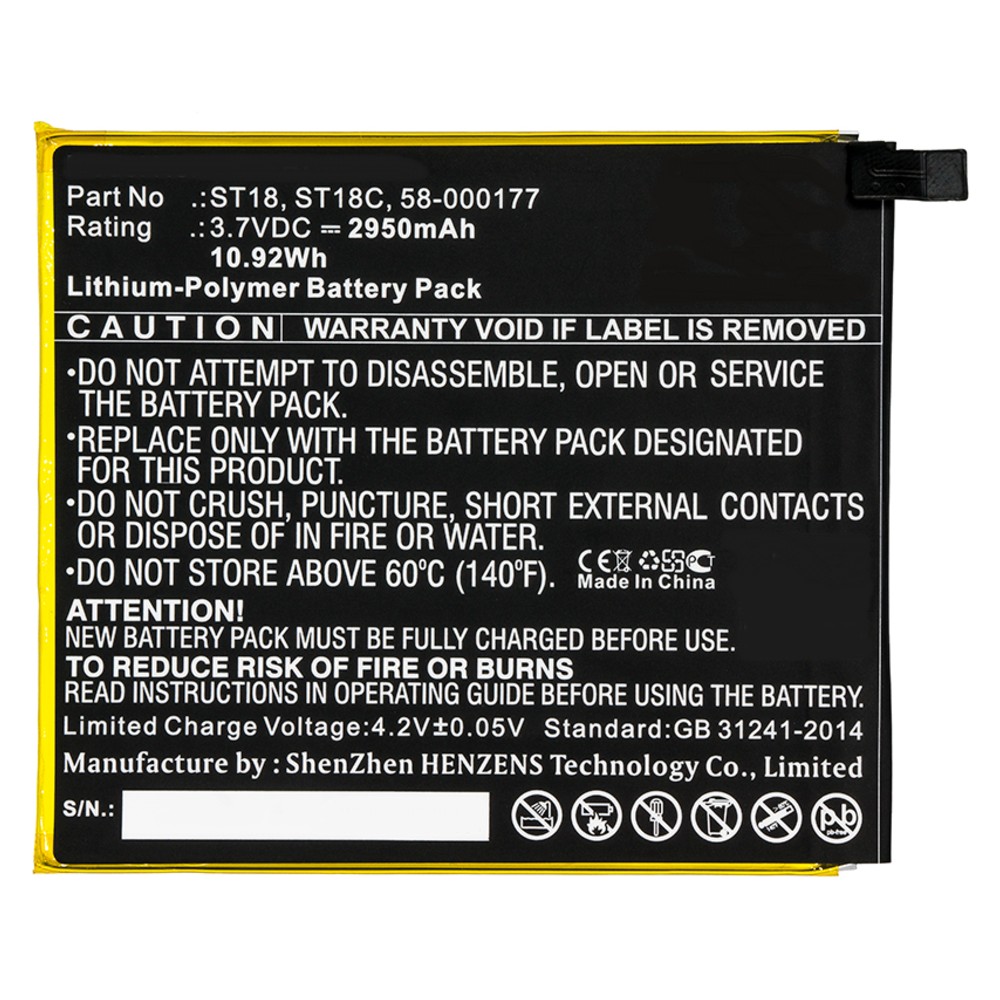 Part No .: ST18, ST18C, 58-000177
Rating .: 3.7VDC ⎓ 2950mAh
10.92Wh
Lithium-Polymer Battery Pack
CAUTION WARRANTY VOID IF LABEL IS REMOVED
•DO NOT ATTEMPT TO DISASSEMBLE, OPEN OR SERVICE
THE BATTERY PACK.
•REPLACE ONLY WITH THE BATTERY PACK DESIGNATED
FOR THIS PRODUCT.
•DO NOT CRUSH, PUNCTURE, SHORT EXTERNAL CONTACTS
OR DISPOSE OF IN FIRE OR WATER.
•DO NOT STORE ABOVE 60°C (140°F).
CE
Made In China
ATTENTION!
NEW BATTERY PACK MUST BE FULLY CHARGED BEFORE USE.
TO REDUCE RISK OF FIRE OR BURNS
READ INSTRUCTIONS IN OPERATING GUIDE BEFORE USING THE BATTERY.
Limited Charge Voltage:4.2V±0.05V Standard:GB 31241-2014
Manufacture by : ShenZhen HENZENS Technology Co., Limited
S/N.:
Pb
pb-free